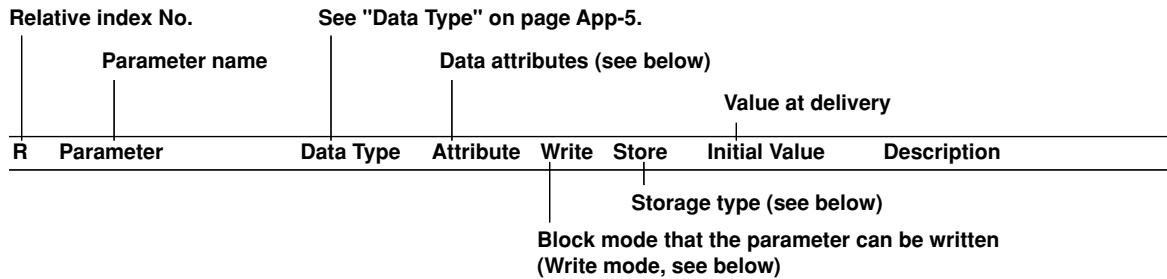 Relative index No. See "Data Type" on page App-5.
Parameter name Data attributes (see below)
Value at delivery
R Parameter Data Type Attribute Write Store Initial Value Description
Storage type (see below)
Block mode that the parameter can be written
(Write mode, see below)